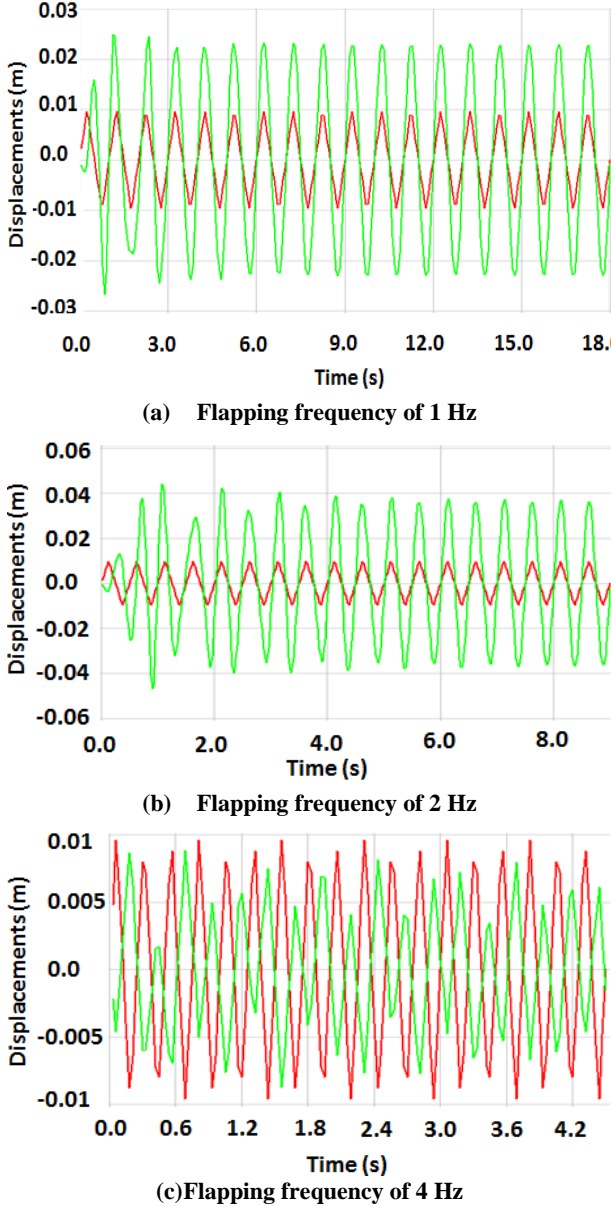 0.03
0.02
0.01
0.0
-0.01
-0.02
-0.03
Displacements (m)
0.0 3.0 6.0 9.0 12.0 15.0 18.0
Time (s)
(a) Flapping frequency of 1 Hz
0.06
0.04
0.02
0.0
-0.02
-0.04
-0.06
Displacements (m)
0.0 2.0 4.0 6.0 8.0
Time (s)
(b) Flapping frequency of 2 Hz
0.01
0.005
0.0
-0.005
-0.01
Displacements (m)
0.0 0.6 1.2 1.8 2.4 3.0 3.6 4.2
Time (s)
(c)Flapping frequency of 4 Hz